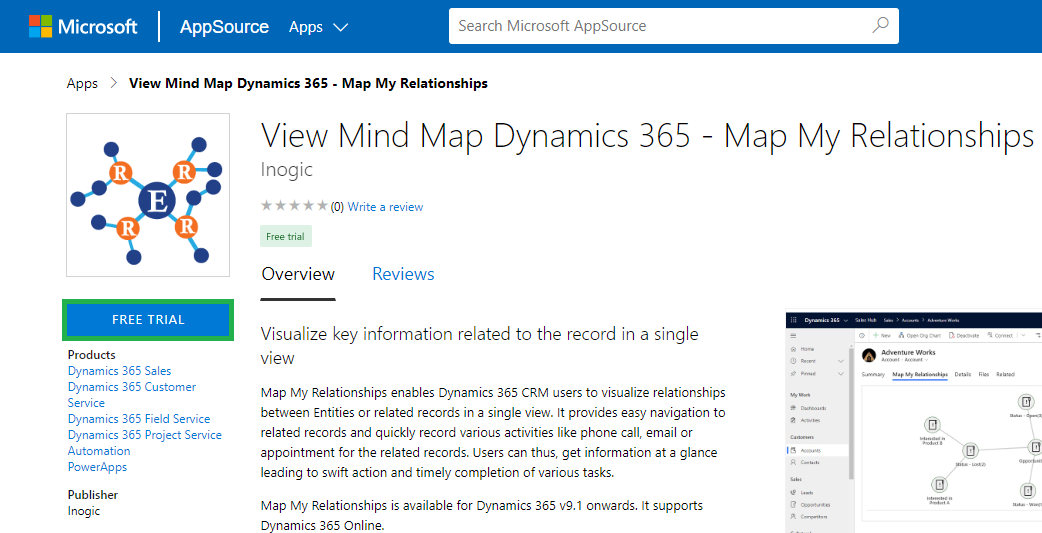 Microsoft AppSource Apps
Search Microsoft AppSource
Apps > View Mind Map Dynamics 365 - Map My Relationships
View Mind Map Dynamics 365 - Map My Relationships
Inogic
(0) Write a review
Free trial
Overview Reviews
E
R
R
R
R
FREE TRIAL
Products
Dynamics 365 Sales
Dynamics 365 Customer
Service
Dynamics 365 Field Service
Dynamics 365 Project Service
Automation
PowerApps
Publisher
Inogic
Visualize key information related to the record in a single
view
Map My Relationships enables Dynamics 365 CRM users to visualize relationships
between Entities or related records in a single view. It provides easy navigation to
related records and quickly record various activities like phone call, email or
appointment for the related records. Users can thus, get information at a glance
leading to swift action and timely completion of various tasks.
Map My Relationships is available for Dynamics 365 v9.1 onwards. It supports
Dynamics 365 Online.
Dynamics 365 Sales Hub Sales > Accounts > Adventure Works
New Open Org Chart Deactivate Connect
Adventure Works
Account · Account
Summary Map My Relationships Details Files Related
Home
Recent
Pinned
My Work
Dashboards
Activities
Customers
Accounts
Contacts
Sales
Leads
Opportunities
Competitors
Status - Open(3)
Interested in
Product B
Status - Lost(2)
Interested in
Product A